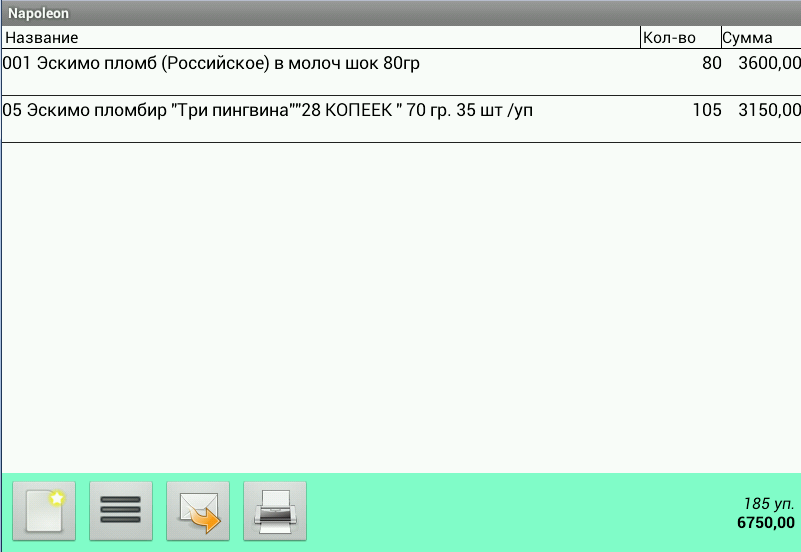 Napoleon
Название Кол-во Сумма
001 Эскимо пломб (Российское) в молоч шок 80гр 80 3600,00
05 Эскимо пломбир "Три пингвина""28 КОПЕЕК " 70 гр. 35 шт /уп 105 3150,00
185 уп.
6750,00